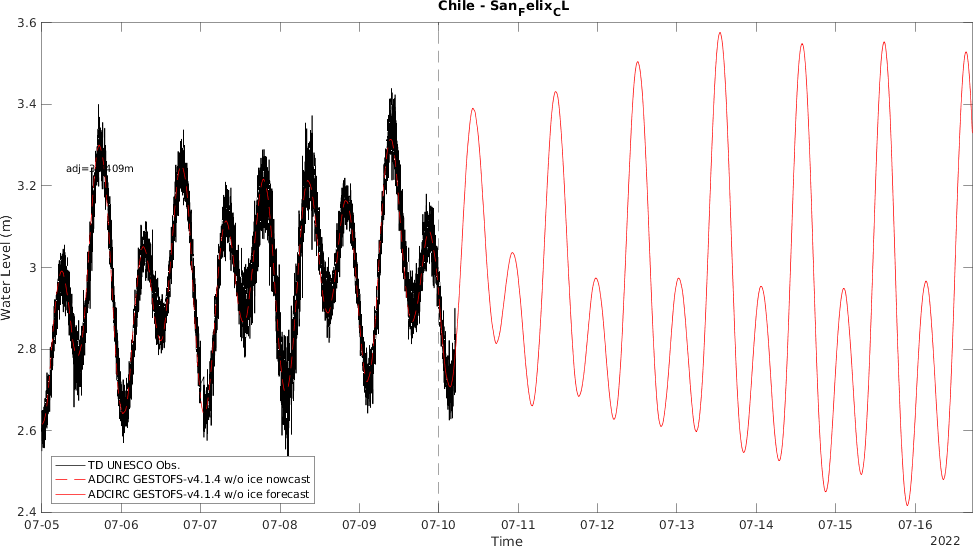 Chile - San_Felix_CL
3.6
3.4
3.2
3
2.8
2.6
2.4
Water Level (m)
TD UNESCO Obs.
ADCIRC GESTOFS-v4.1.4 w/o ice nowcast
ADCIRC GESTOFS-v4.1.4 w/o ice forecast
07-05 07-06 07-07 07-08 07-09 07-10 07-11 07-12 07-13 07-14 07-15 07-16
Time
2022